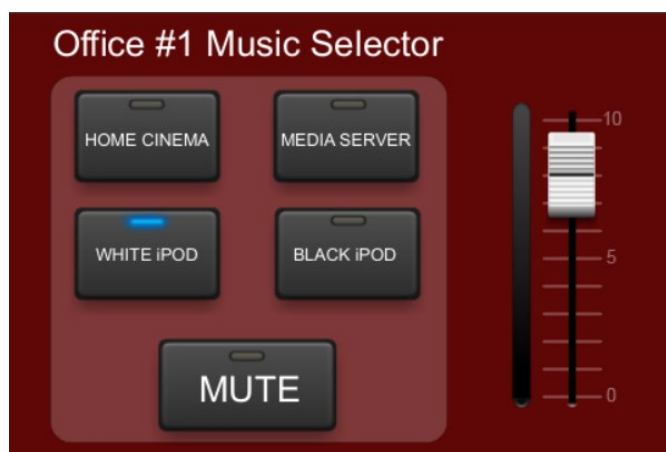 Office #1 Music Selector
HOME CINEMA
MEDIA SERVER
10
WHITE iPOD
BLACK iPOD
5
MUTE
0